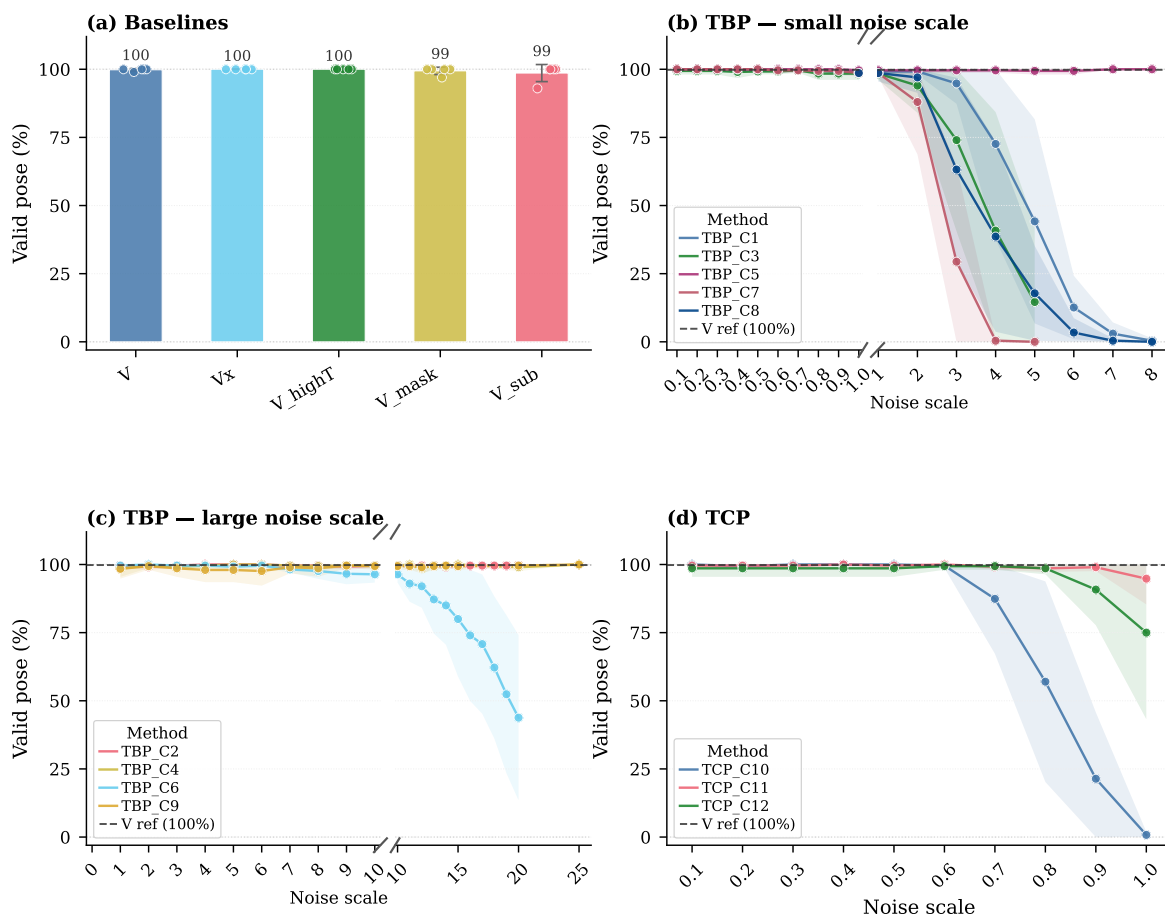 (a) Baselines
Valid pose (%)
100
75
50
25
0
100
100
100
99
99
V
Vx
V_highT
V_mask
V_sub
(b) TBP — small noise scale
Valid pose (%)
100
75
50
25
0
Method
TBP_C1
TBP_C3
TBP_C5
TBP_C7
TBP_C8
V ref (100%)
0.1
0.2
0.3
0.4
0.5
0.6
0.7
0.8
0.9
1.0
1
2
3
4
5
6
7
8
Noise scale
(c) TBP — large noise scale
Valid pose (%)
100
75
50
25
0
Method
TBP_C2
TBP_C4
TBP_C6
TBP_C9
V ref (100%)
0
1
2
3
4
5
6
7
8
9
10
10
15
20
25
Noise scale
(d) TCP
Valid pose (%)
100
75
50
25
0
Method
TCP_C10
TCP_C11
TCP_C12
V ref (100%)
0.1
0.2
0.3
0.4
0.5
0.6
0.7
0.8
0.9
1.0
Noise scale